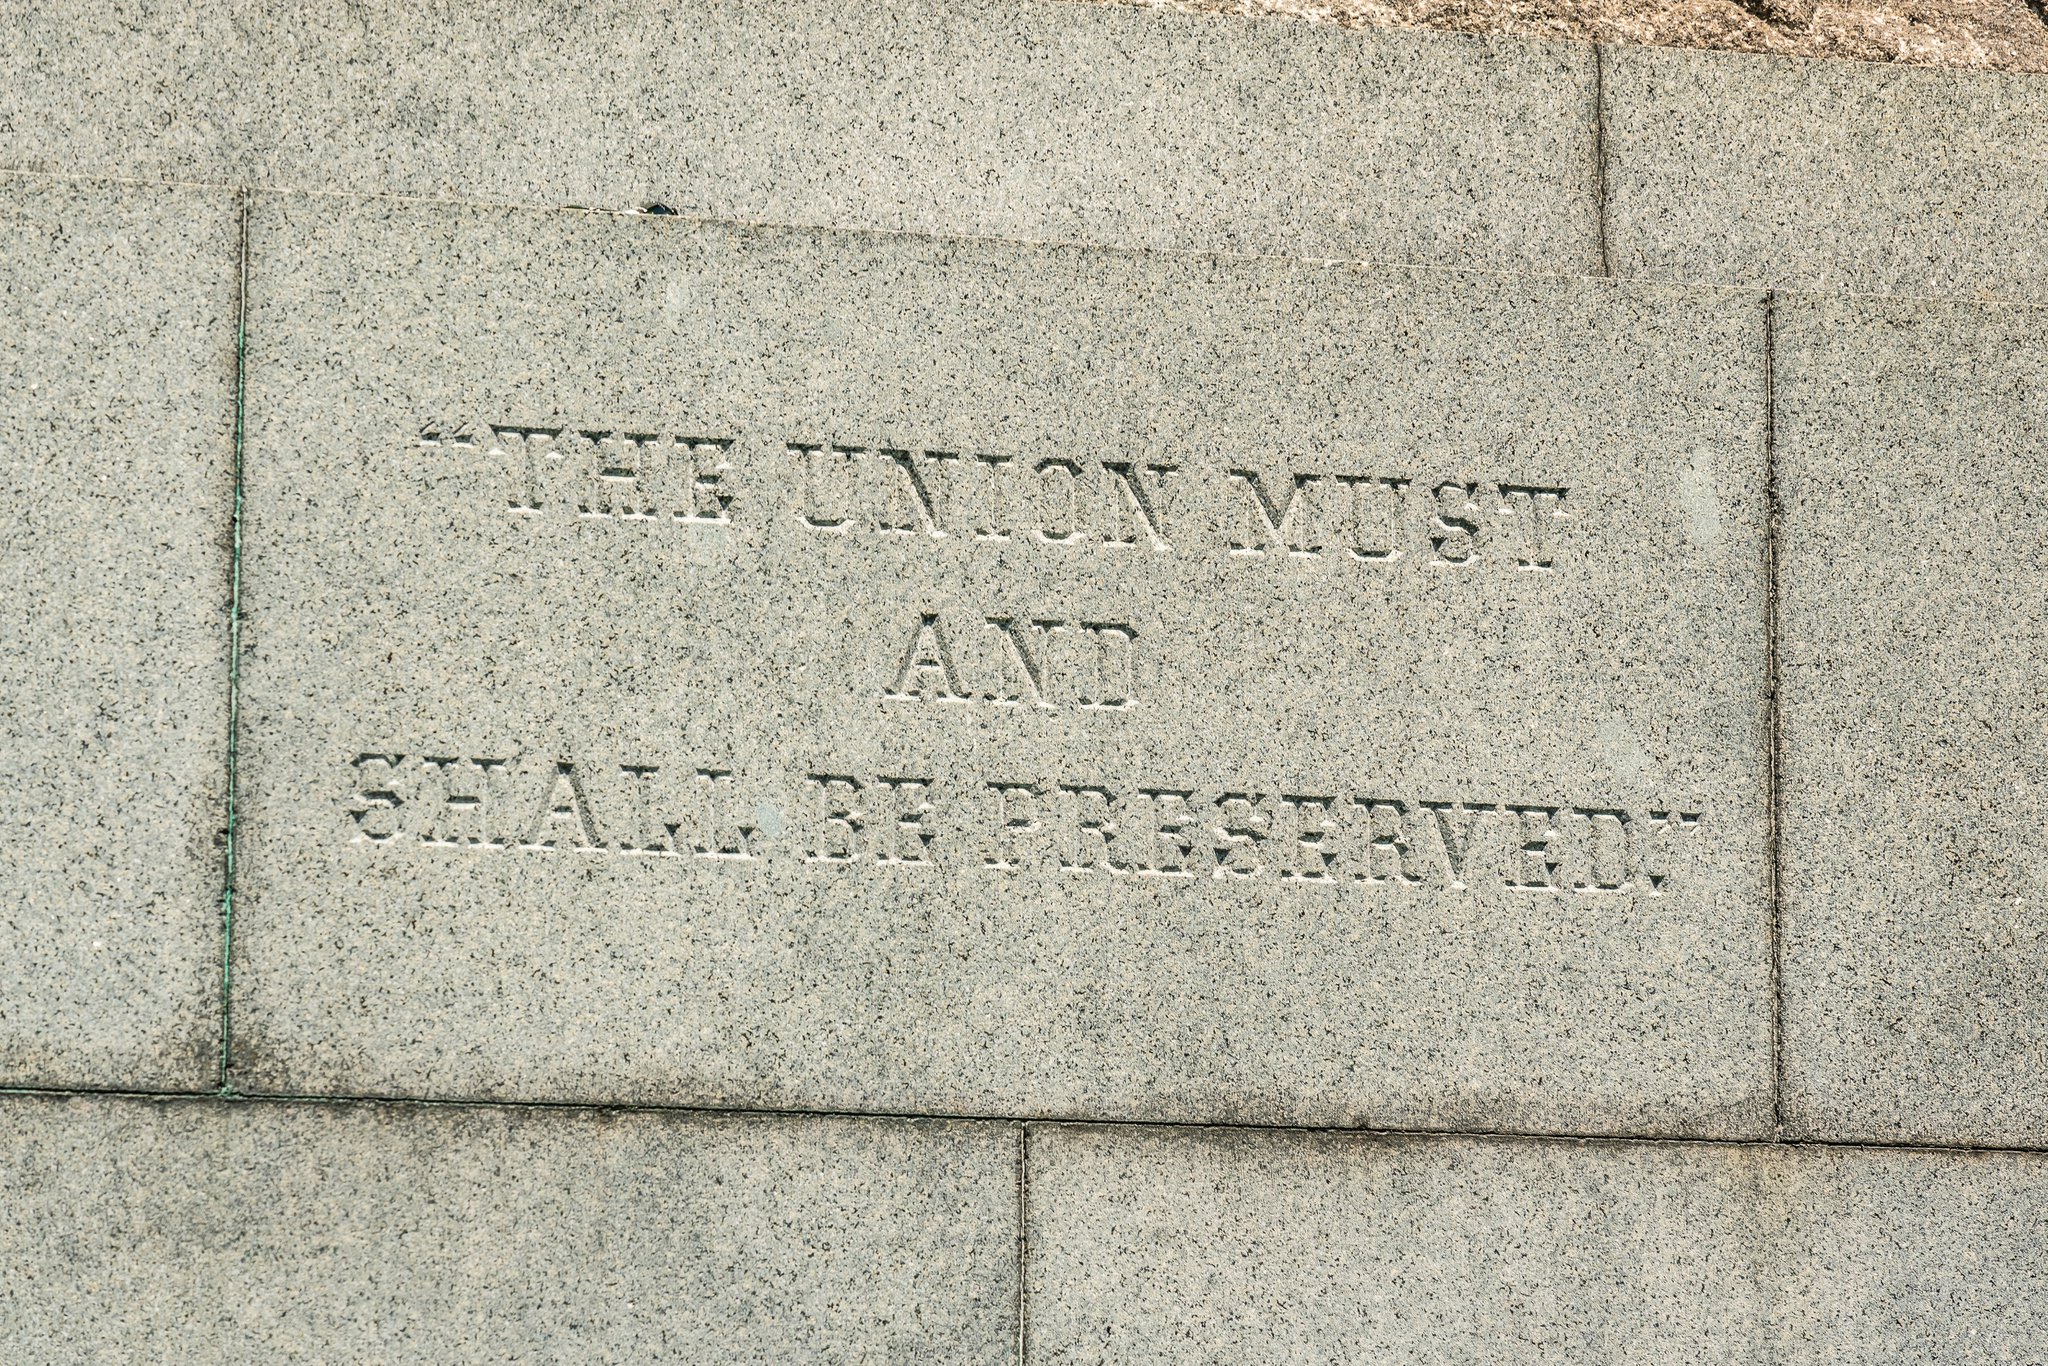 “THE UNION MUST
AND
SHALL BE PRESERVED.”